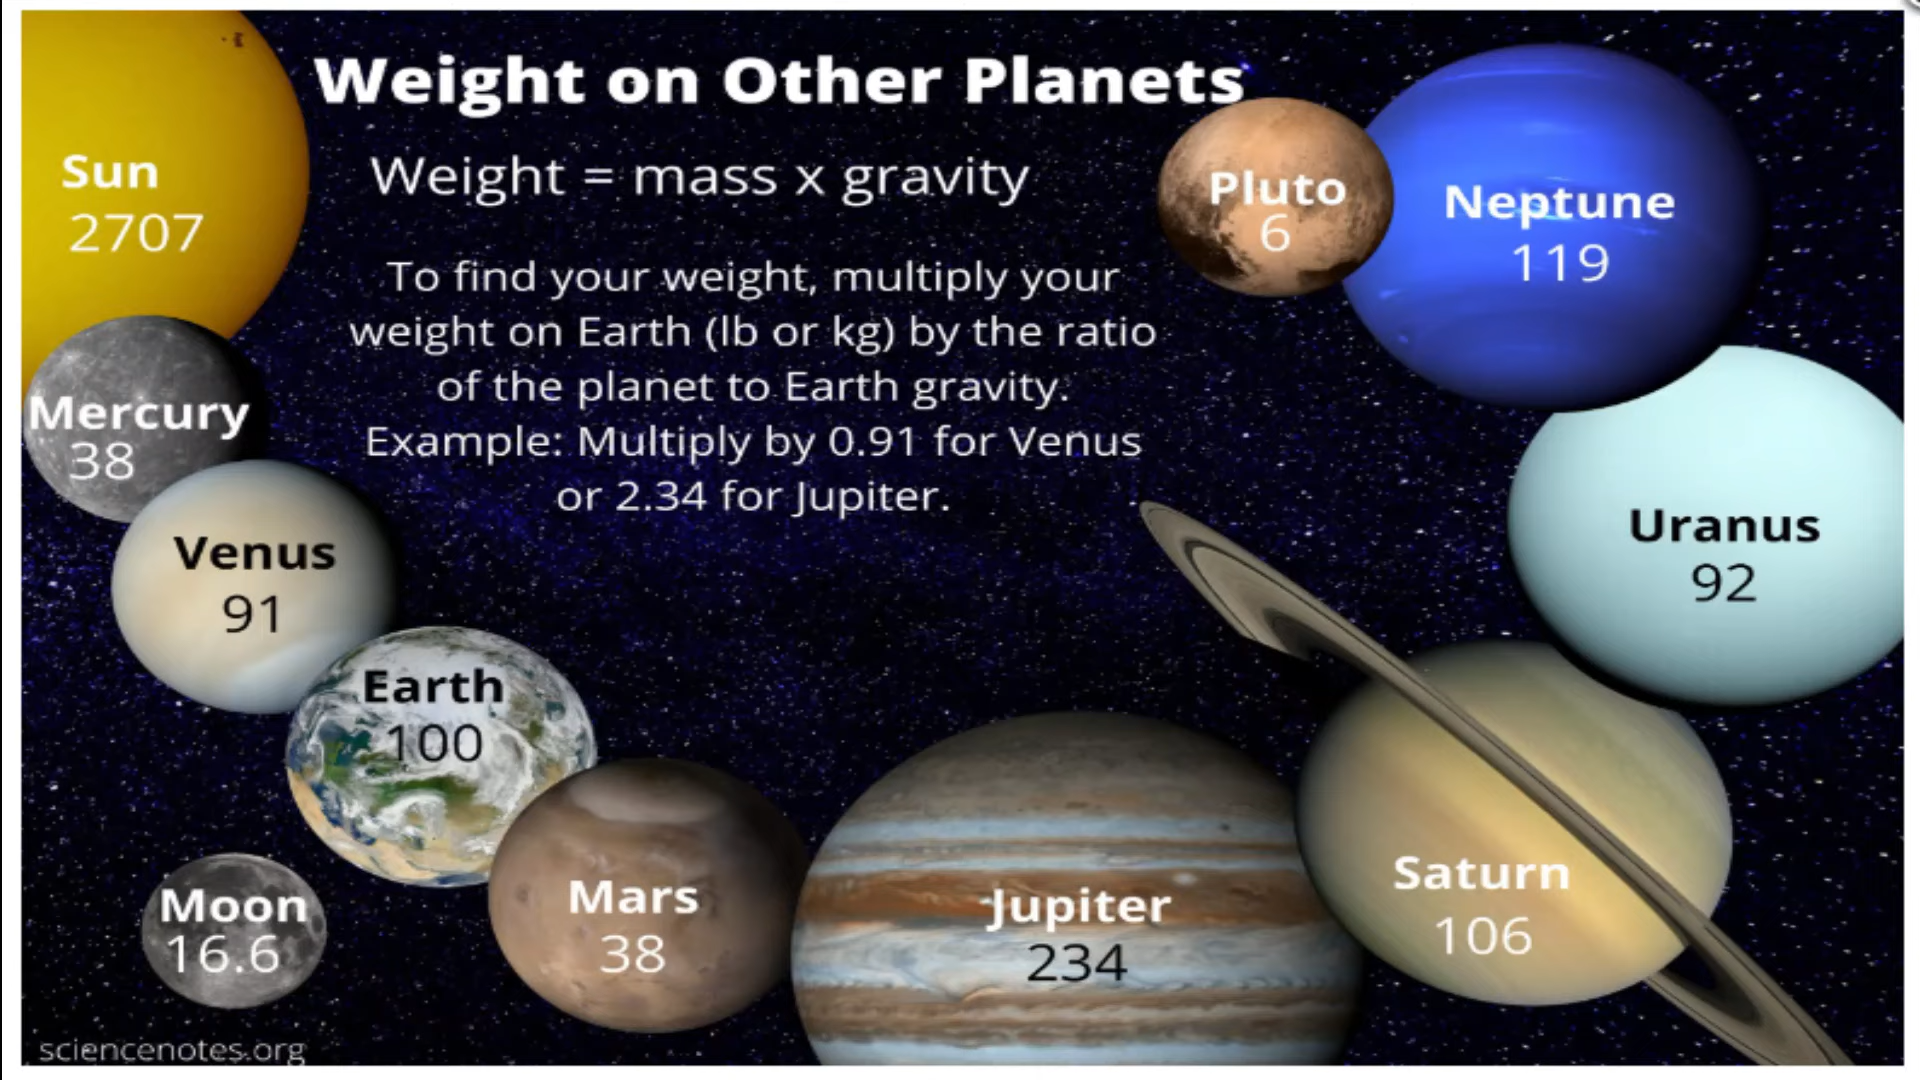 Weight on Other Planets
Weight = mass x gravity
To find your weight, multiply your
weight on Earth (lb or kg) by the ratio
of the planet to Earth gravity.
Example: Multiply by 0.91 for Venus
or 2.34 for Jupiter.
Sun
2707
Mercury
38
Venus
91
Earth
100
Moon
16.6
Mars
38
Jupiter
234
Saturn
106
Uranus
92
Neptune
119
Pluto
6
sciencenotes.org